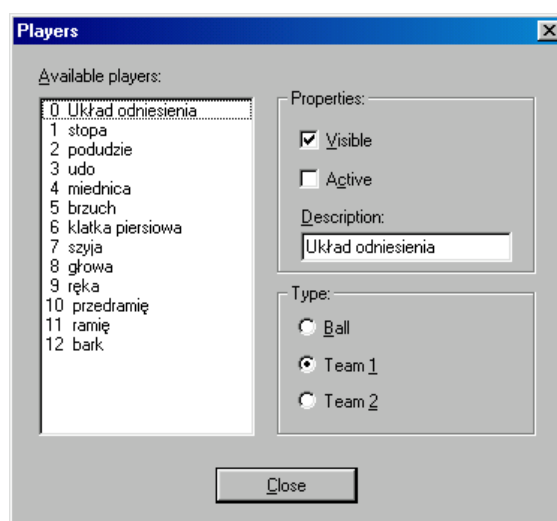 Players
Available players:
0 Układ odniesienia
1 stopa
2 podudzie
3 udo
4 miednica
5 brzuch
6 klatka piersiowa
7 szyja
8 głowa
9 ręka
10 przedramię
11 ramię
12 bark
Properties:
Visible
Active
Description:
Układ odniesienia
Type:
Ball
Team 1
Team 2
Close